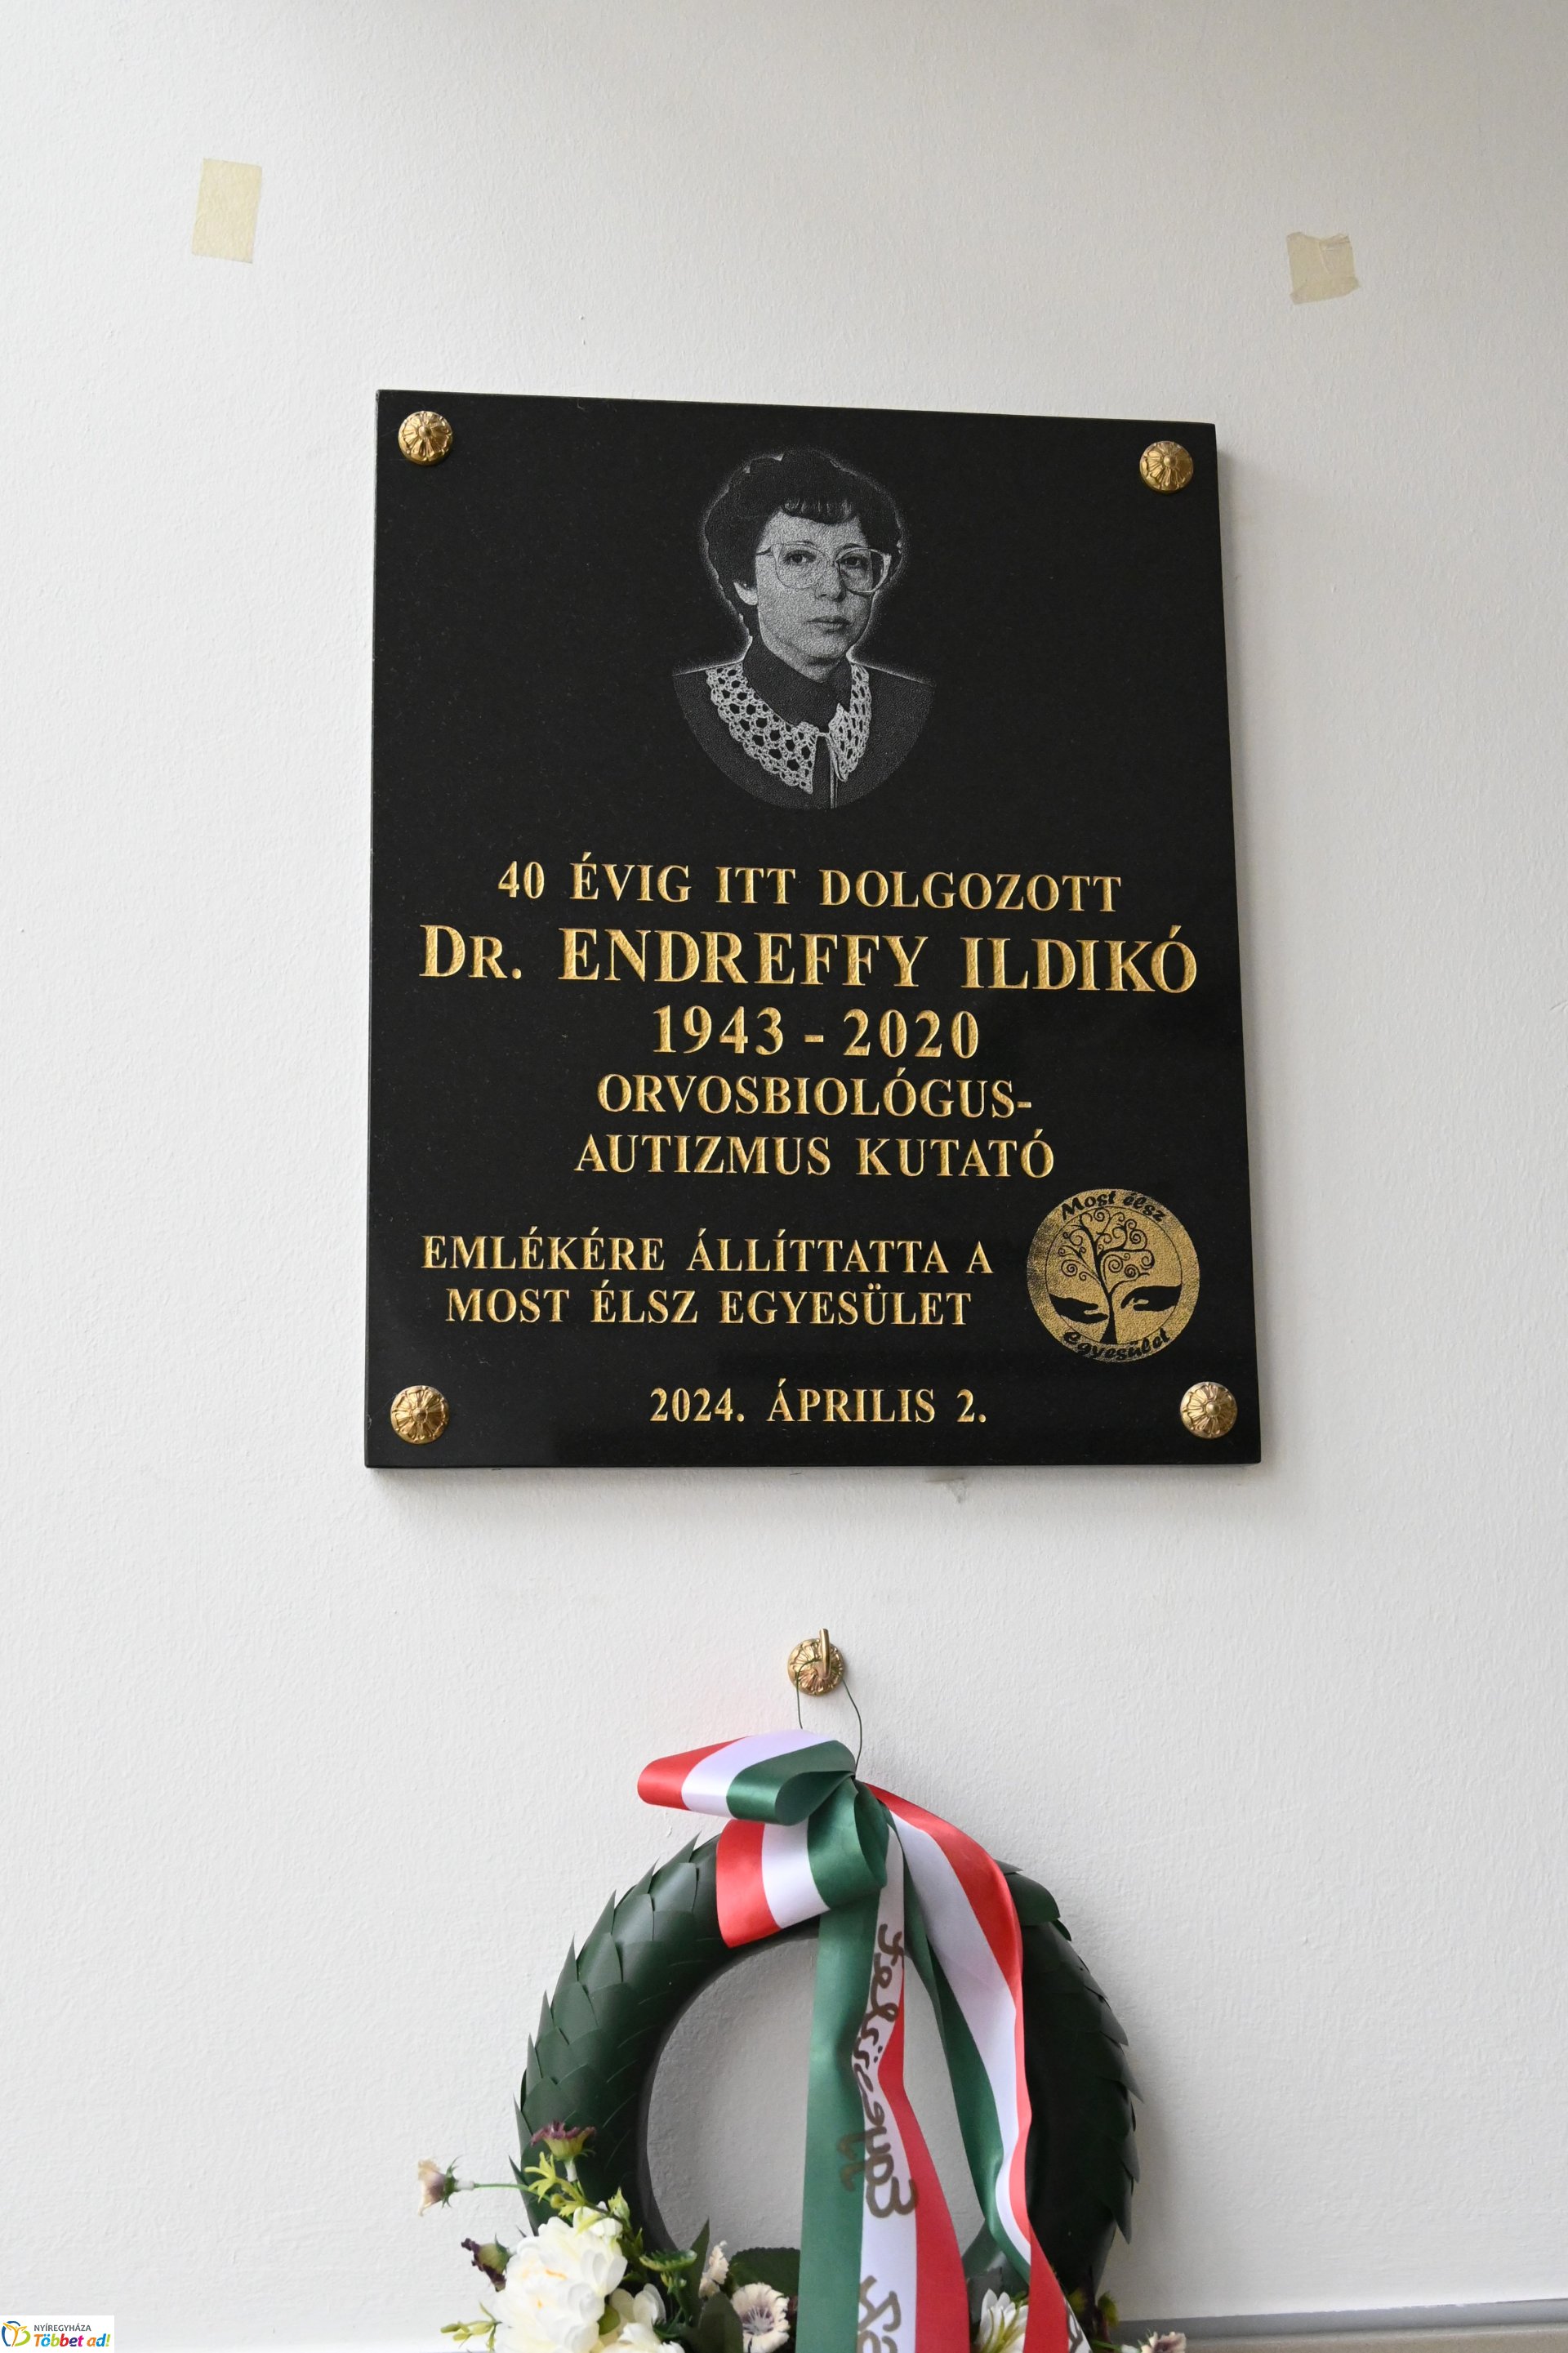 40 ÉVIG ITT DOLGOZOTT
DR. ENDREFFY ILDIKÓ
1943 - 2020
ORVOSBIOLÓGUS-
AUTIZMUS KUTATÓ
EMLÉKÉRE ÁLLÍTTATTA A
MOST ÉLSZ EGYESÜLET
Most élsz
egyesület
2024. ÁPRILIS 2.
NYÍREGYHÁZA
Többet ad!